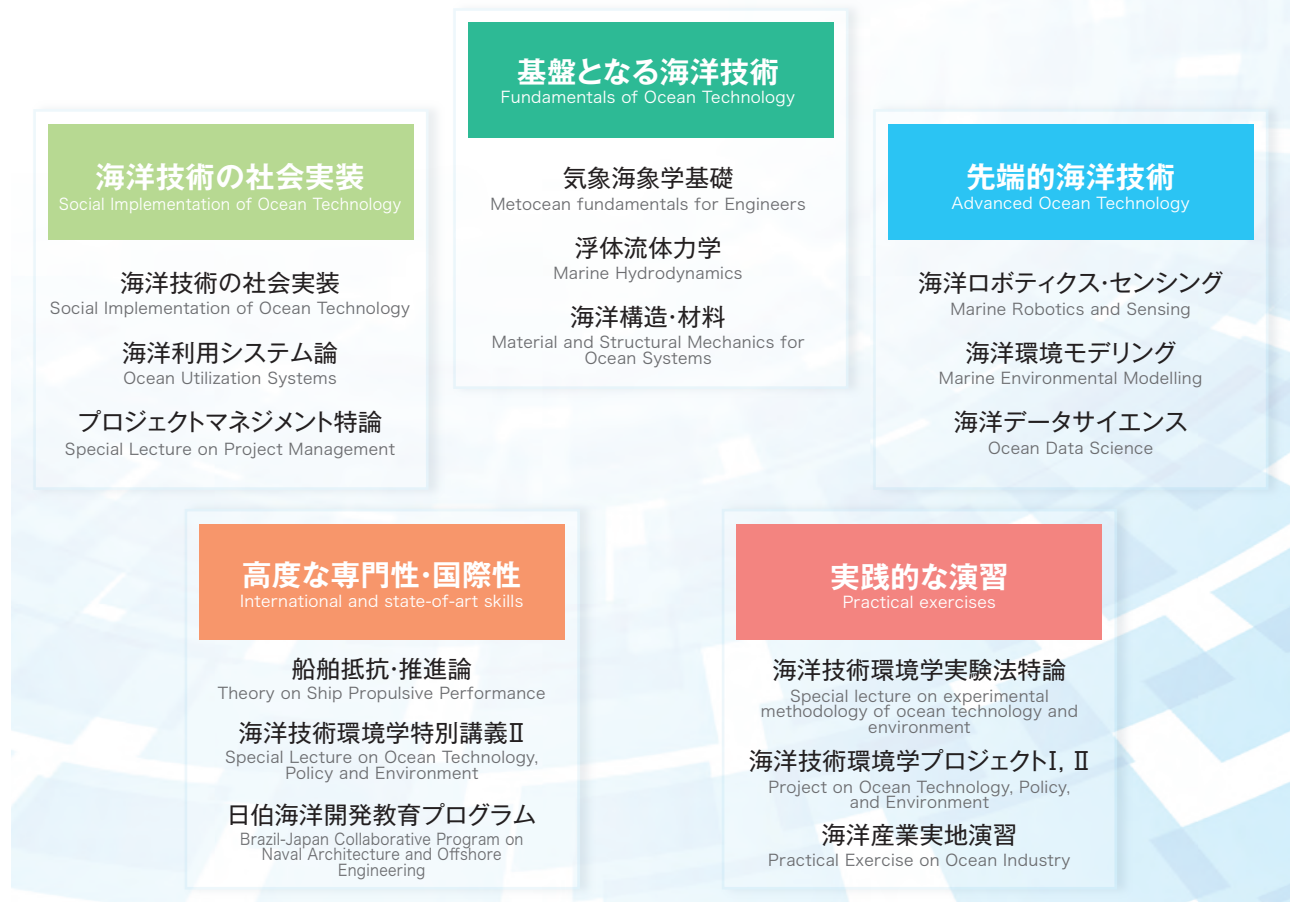 基盤となる海洋技術
Fundamentals of Ocean Technology
気象海象学基礎
Metocean fundamentals for Engineers
浮体流体力学
Marine Hydrodynamics
海洋構造・材料
Material and Structural Mechanics for
Ocean Systems
海洋技術の社会実装
Social Implementation of Ocean Technology
海洋技術の社会実装
Social Implementation of Ocean Technology
海洋利用システム論
Ocean Utilization Systems
プロジェクトマネジメント特論
Special Lecture on Project Management
先端的海洋技術
Advanced Ocean Technology
海洋ロボティクス・センシング
Marine Robotics and Sensing
海洋環境モデリング
Marine Environmental Modelling
海洋データサイエンス
Ocean Data Science
高度な専門性・国際性
International and state-of-art skills
船舶抵抗・推進論
Theory on Ship Propulsive Performance
海洋技術環境学特別講義Ⅱ
Special Lecture on Ocean Technology,
Policy and Environment
日伯海洋開発教育プログラム
Brazil-Japan Collaborative Program on
Naval Architecture and Offshore
Engineering
実践的な演習
Practical exercises
海洋技術環境学実験法特論
Special lecture on experimental
methodology of ocean technology and
environment
海洋技術環境学プロジェクトⅠ, Ⅱ
Project on Ocean Technology, Policy,
and Environment
海洋産業実地演習
Practical Exercise on Ocean Industry